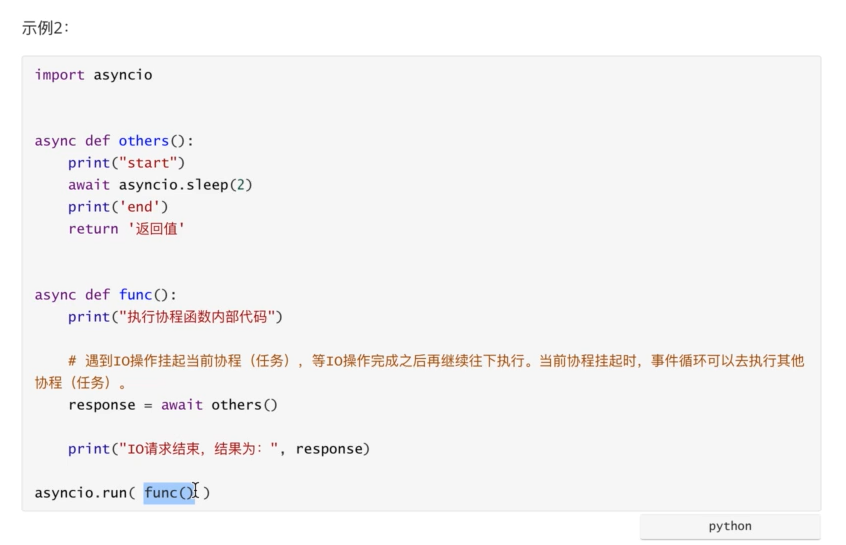 示例2：
import asyncio
async def others():
    print("start")
    await asyncio.sleep(2)
    print('end')
    return '返回值'
async def func():
    print("执行协程函数内部代码")
    # 遇到IO操作挂起当前协程（任务），等IO操作完成之后再继续往下执行。当前协程挂起时，事件循环可以去执行其他
协程（任务）。
    response = await others()
    print("IO请求结束，结果为：", response)
asyncio.run( func() )
python